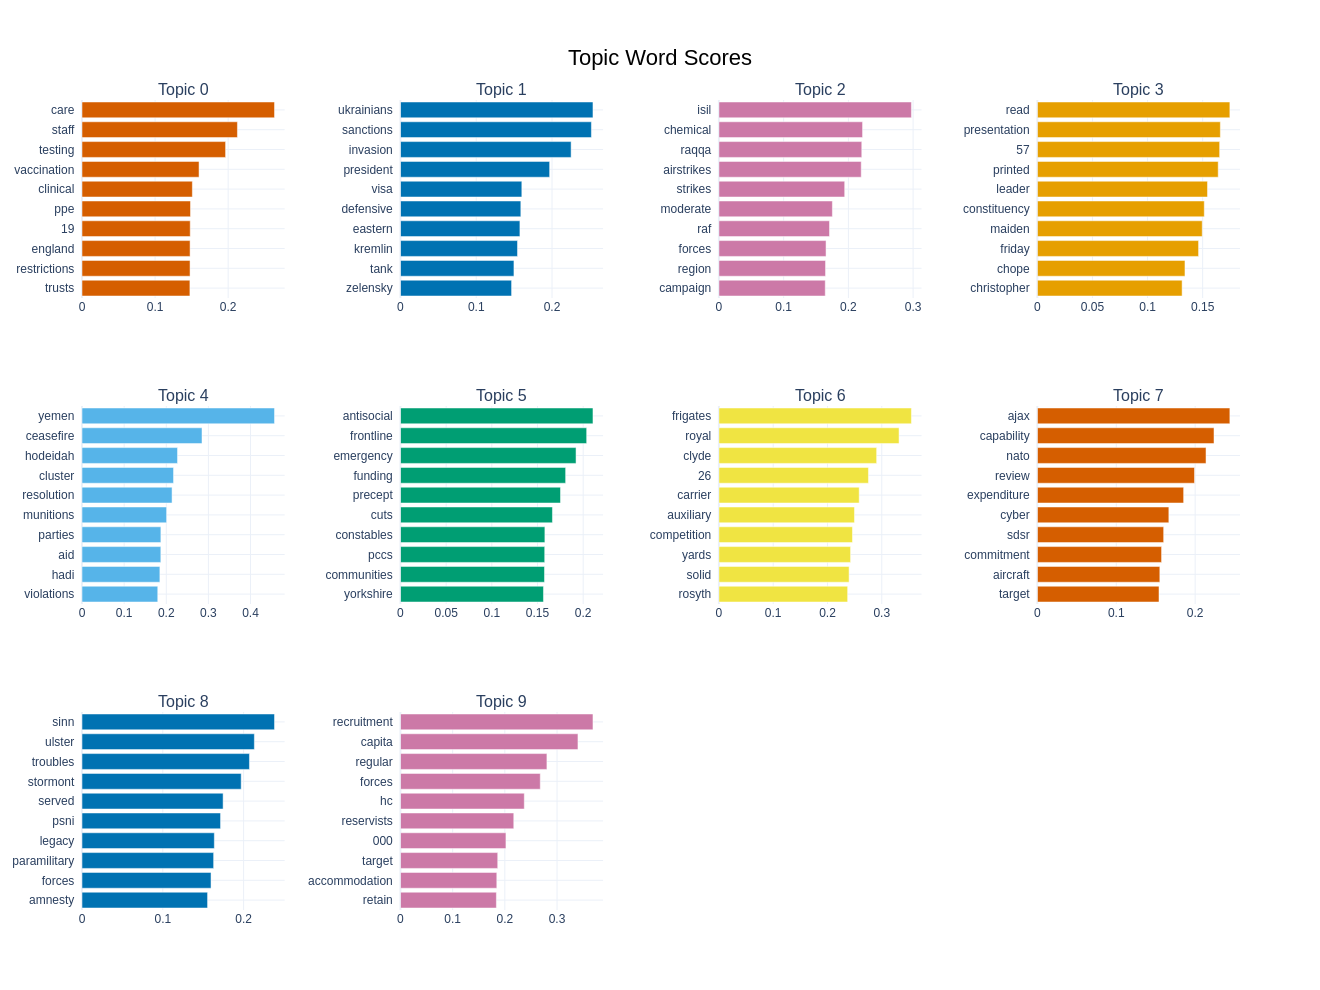 Topic Word Scores
Topic 0
care
staff
testing
vaccination
clinical
ppe
19
england
restrictions
trusts
0 0.1 0.2
Topic 1
ukrainians
sanctions
invasion
president
visa
defensive
eastern
kremlin
tank
zelensky
0 0.1 0.2
Topic 2
isil
chemical
raqqa
airstrikes
strikes
moderate
raf
forces
region
campaign
0 0.1 0.2 0.3
Topic 3
read
presentation
57
printed
leader
constituency
maiden
friday
chope
christopher
0 0.05 0.1 0.15
Topic 4
yemen
ceasefire
hodeidah
cluster
resolution
munitions
parties
aid
hadi
violations
0 0.1 0.2 0.3 0.4
Topic 5
antisocial
frontline
emergency
funding
precept
cuts
constables
pccs
communities
yorkshire
0 0.05 0.1 0.15 0.2
Topic 6
frigates
royal
clyde
26
carrier
auxiliary
competition
yards
solid
rosyth
0 0.1 0.2 0.3
Topic 7
ajax
capability
nato
review
expenditure
cyber
sdsr
commitment
aircraft
target
0 0.1 0.2
Topic 8
sinn
ulster
troubles
stormont
served
psni
legacy
paramilitary
forces
amnesty
0 0.1 0.2
Topic 9
recruitment
capita
regular
forces
hc
reservists
000
target
accommodation
retain
0 0.1 0.2 0.3